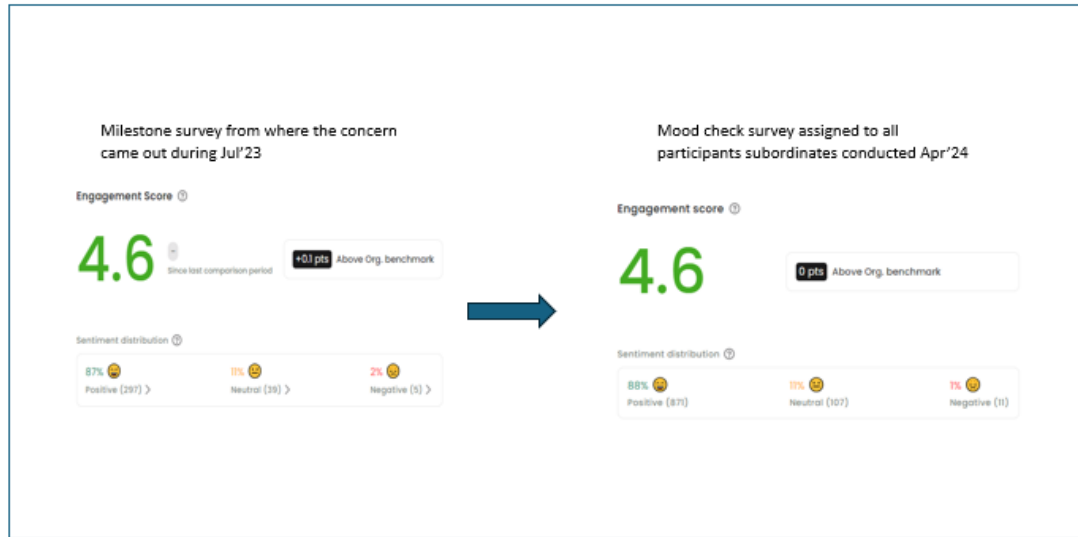 Milestone survey from where the concern
came out during Jul'23
Engagement Score ?
4.6
-
Since last comparison period
+0.1 pts Above Org. benchmark
Sentiment distribution ?
87% 11% 2%
Positive (297) > Neutral (39) > Negative (5) >
Mood check survey assigned to all
participants subordinates conducted Apr'24
Engagement score ?
4.6
0 pts Above Org. benchmark
Sentiment distribution ?
88% 11% 1%
Positive (871) Neutral (107) Negative (11)